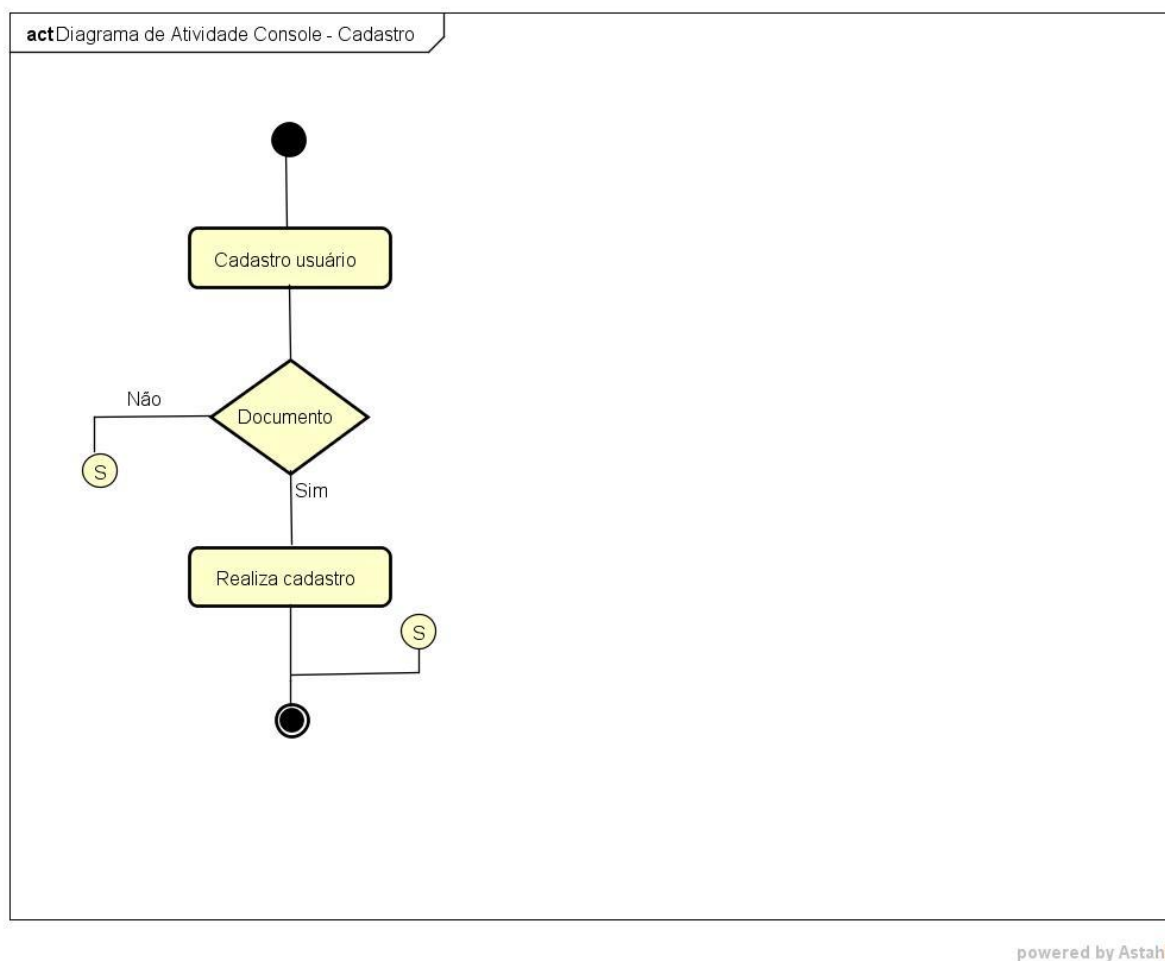 act Diagrama de Atividade Console - Cadastro
Cadastro usuário
Não
Documento
S
Sim
Realiza cadastro
S
powered by Astah